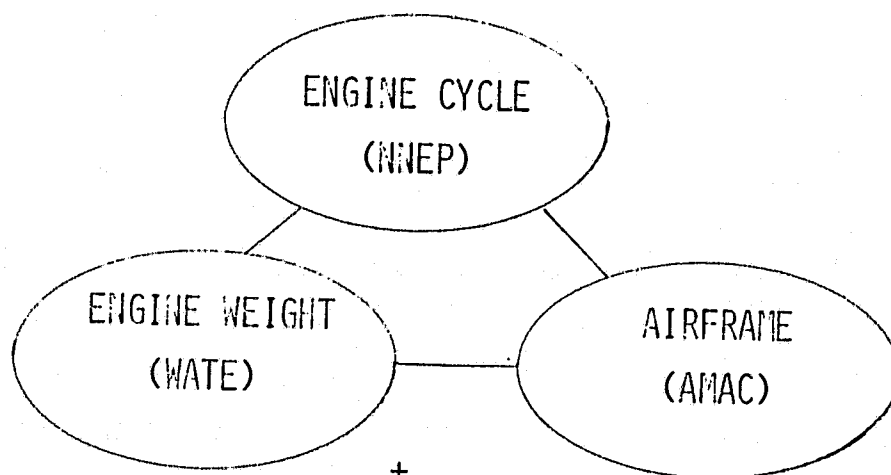 ENGINE CYCLE
(NNEP)
ENGINE WEIGHT
(WATE)
AIRFRAME
(AMAC)
+